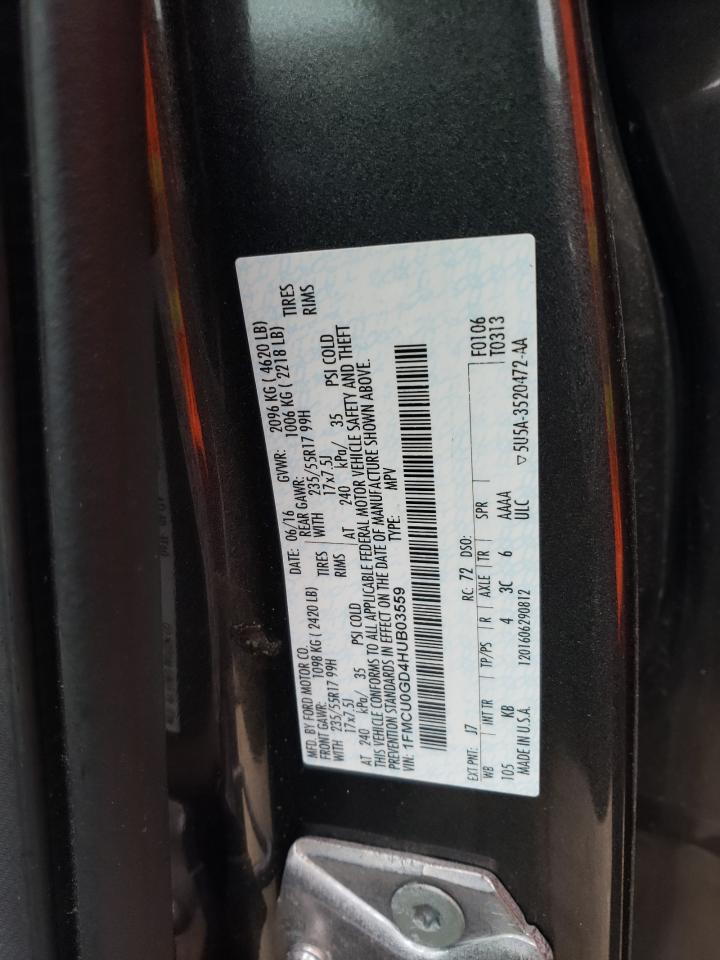 MFD. BY FORD MOTOR CO. DATE: 06/16 GVWR: 2096 KG ( 4620 LB)
FRONT GAWR: 1098 KG ( 2420 LB) REAR GAWR: 1006 KG ( 2218 LB)
WITH 235/55R17 99H TIRES WITH 235/55R17 99H TIRES
17x7.5J RIMS 17x7.5J RIMS
AT 240 kPa/ 35 PSI COLD AT 240 kPa/ 35 PSI COLD
THIS VEHICLE CONFORMS TO ALL APPLICABLE FEDERAL MOTOR VEHICLE SAFETY AND THEFT
PREVENTION STANDARDS IN EFFECT ON THE DATE OF MANUFACTURE SHOWN ABOVE.
VIN: 1FMCU0GD4HUB03559 TYPE: MPV
EXT PNT: J7 RC: 72 DSO: F0106
WB INT TR TP/PS R AXLE TR SPR T0313
105 KB 4 3C 6 AAAA
MADE IN U.S.A. 1201606290812 ULC ▽5U5A-3520472-AA